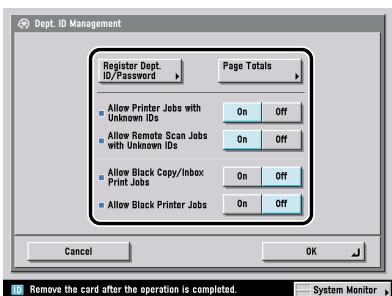 Dept. ID Management
Register Dept.
ID/Password
Page Totals
Allow Printer Jobs with
Unknown IDs
On
Off
Allow Remote Scan Jobs
with Unknown IDs
On
Off
Allow Black Copy/Inbox
Print Jobs
On
Off
Allow Black Printer Jobs
On
Off
Cancel
OK
ID Remove the card after the operation is completed.
System Monitor